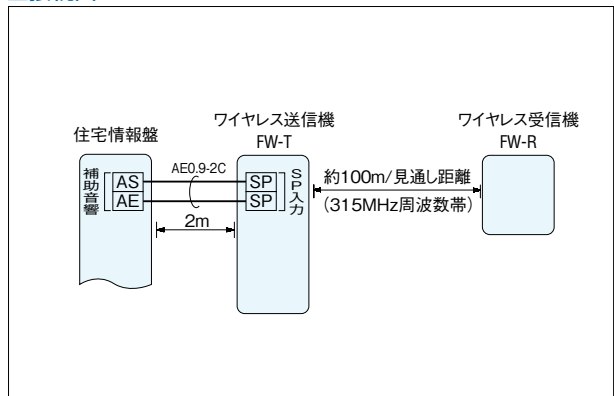 住宅情報盤
ワイヤレス送信機
FW-T
ワイヤレス受信機
FW-R
補助音響
AS
AE
AE0.9-2C
2m
SP
SP
SP入力
約100m/見通し距離
(315MHz周波数帯)